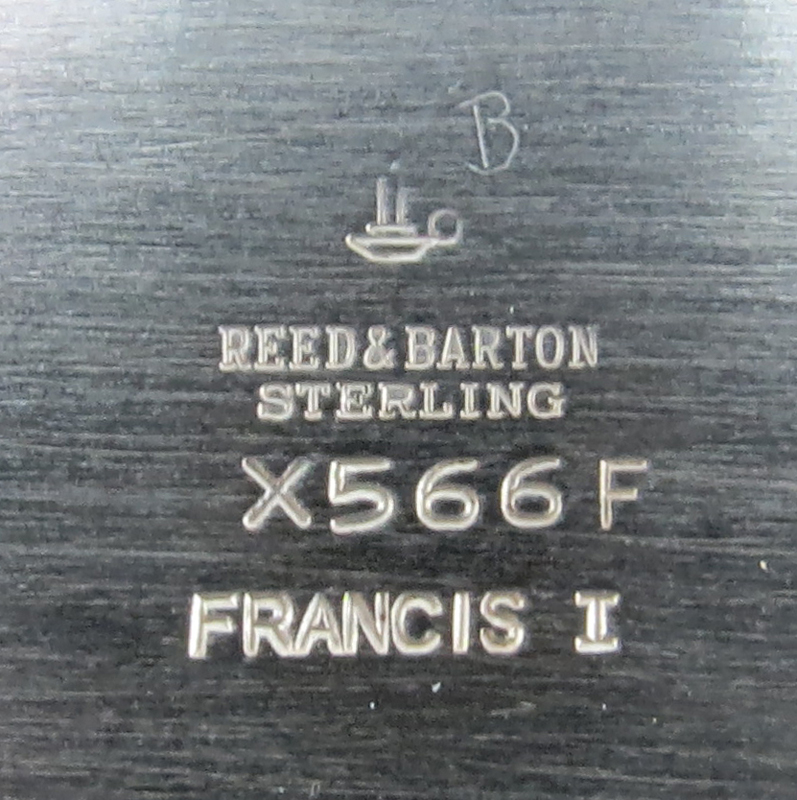 B
REED & BARTON
STERLING
X566F
FRANCIS I